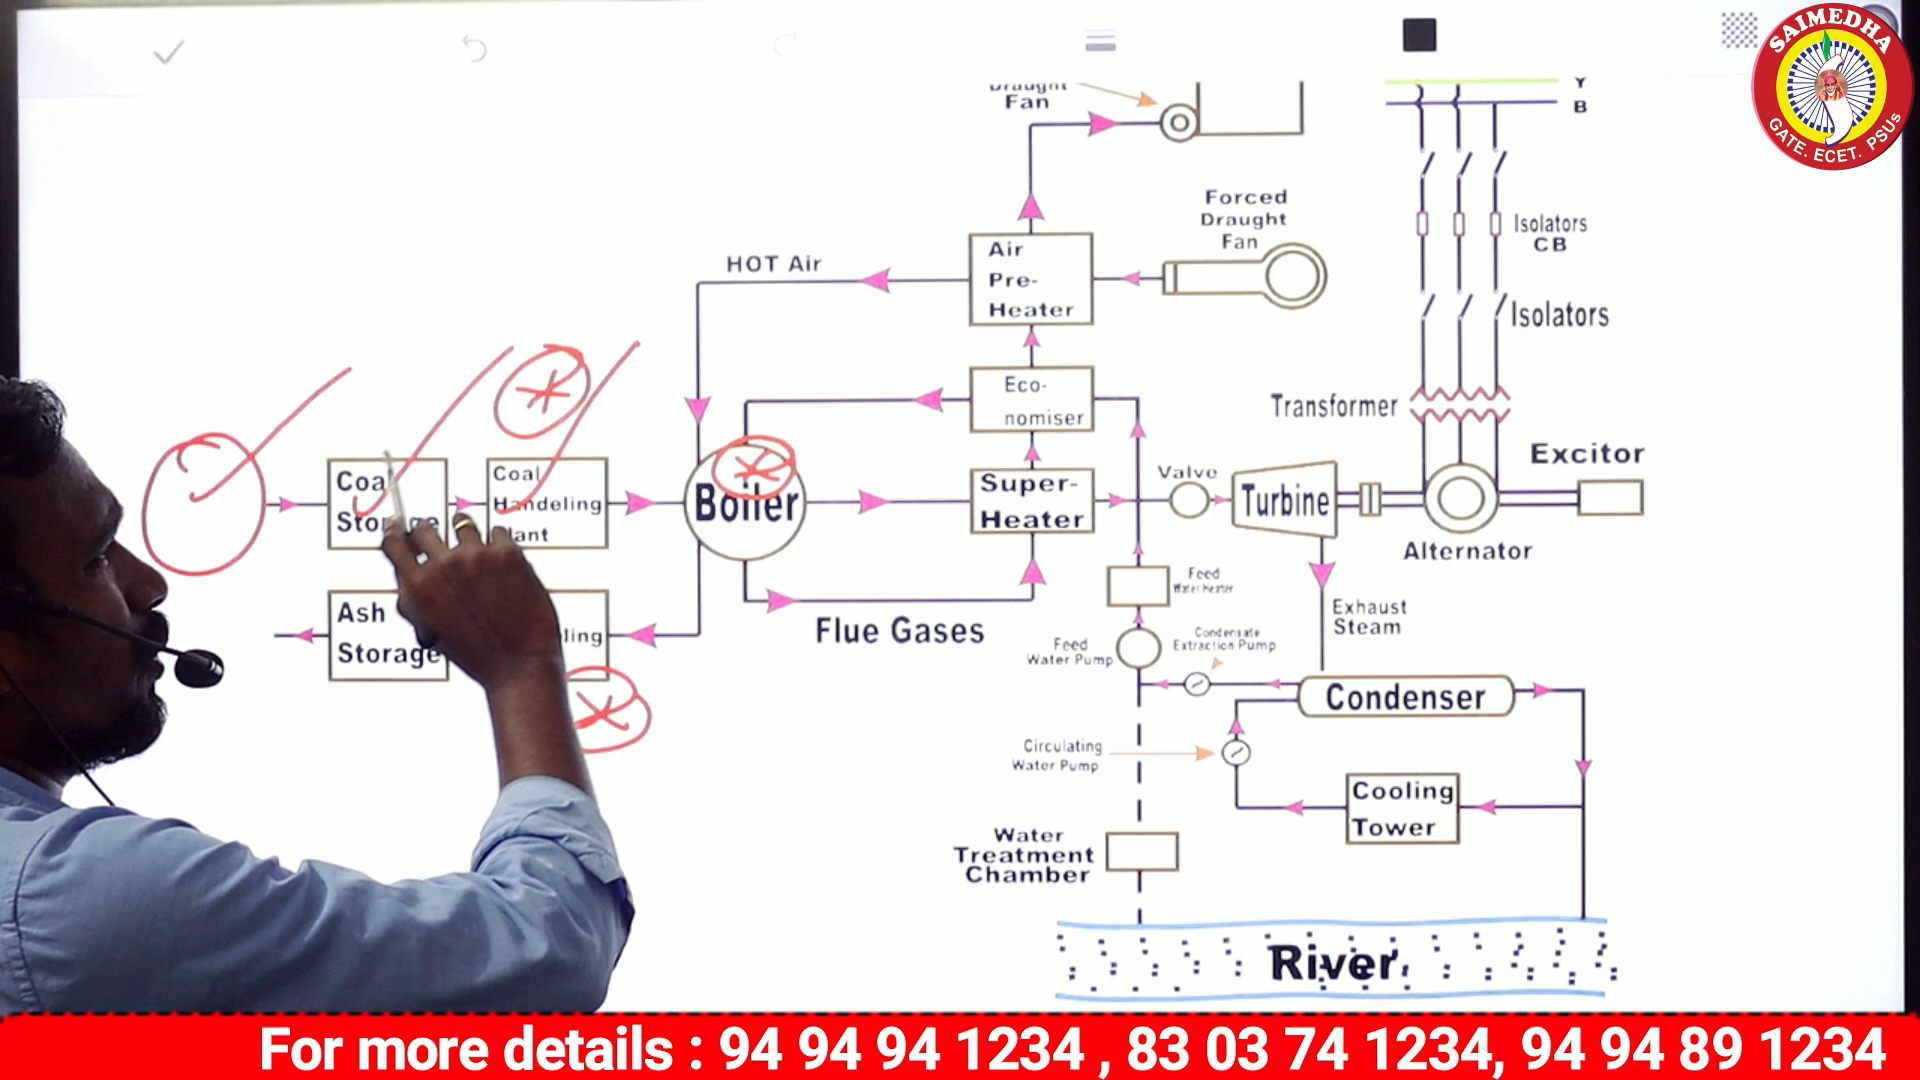 SAIMEDHA
GATE. ECET. PSUs
Draught
Fan
Y
B
Forced
Draught
Fan
Isolators
CB
Air
Pre-
Heater
HOT Air
Isolators
Eco-
nomiser
Transformer
Excitor
Coal
Storage
Coal
Handeling
Boiler
Super-
Heater
Valve
Turbine
Alternator
Feed
Water Heater
Ash
Storage
Flue Gases
Exhaust
Steam
Feed
Water Pump
Condensate
Extraction Pump
Condenser
Circulating
Water Pump
Cooling
Tower
Water
Treatment
Chamber
River
For more details : 94 94 94 1234 , 83 03 74 1234, 94 94 89 1234